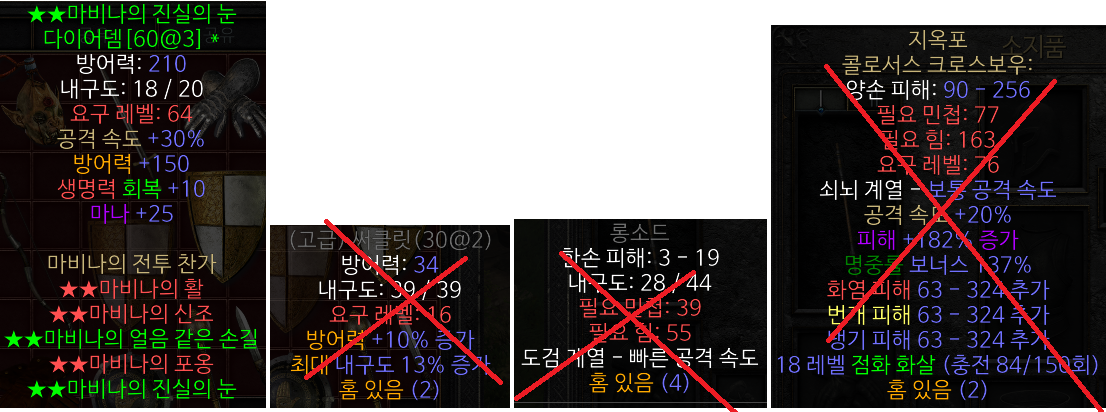 ★★마비나의 진실의 눈
다이어뎀[60@3] *
방어력: 210
내구도: 18 / 20
요구 레벨: 64
공격 속도 +30%
방어력 +150
생명력 회복 +10
마나 +25
마비나의 전투 찬가
★★마비나의 활
★★마비나의 신조
★★마비나의 얼음 같은 손길
★★마비나의 포옹
★★마비나의 진실의 눈
(고급) 써클릿(30@2)
방어력: 34
내구도: 39 / 39
요구 레벨: 16
방어력 +10% 증가
최대 내구도 13% 증가
홈 있음 (2)
롱소드
한손 피해: 3 - 19
내구도: 28 / 44
필요 민첩: 39
필요 힘: 55
도검 계열 - 빠른 공격 속도
홈 있음 (4)
소지품
지옥포
콜로서스 크로스보우:
양손 피해: 90 - 256
필요 민첩: 77
필요 힘: 163
요구 레벨: 76
쇠뇌 계열 - 보통 공격 속도
공격 속도 +20%
피해 +182% 증가
명중률 보너스 +37%
화염 피해 63 - 324 추가
번개 피해 63 - 324 추가
냉기 피해 63 - 324 추가
18 레벨 점화 화살 (충전 84/150회)
홈 있음 (2)